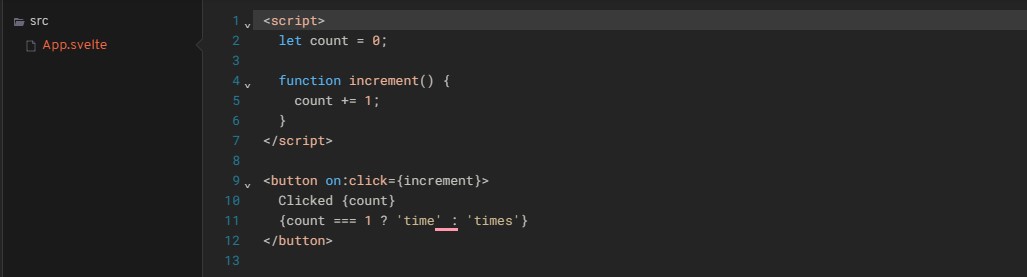 src
App.svelte
1 <script>
2 let count = 0;
3
4 function increment() {
5 count += 1;
6 }
7 </script>
8
9 <button on:click={increment}>
10 Clicked {count}
11 {count === 1 ? 'time' : 'times'}
12 </button>
13